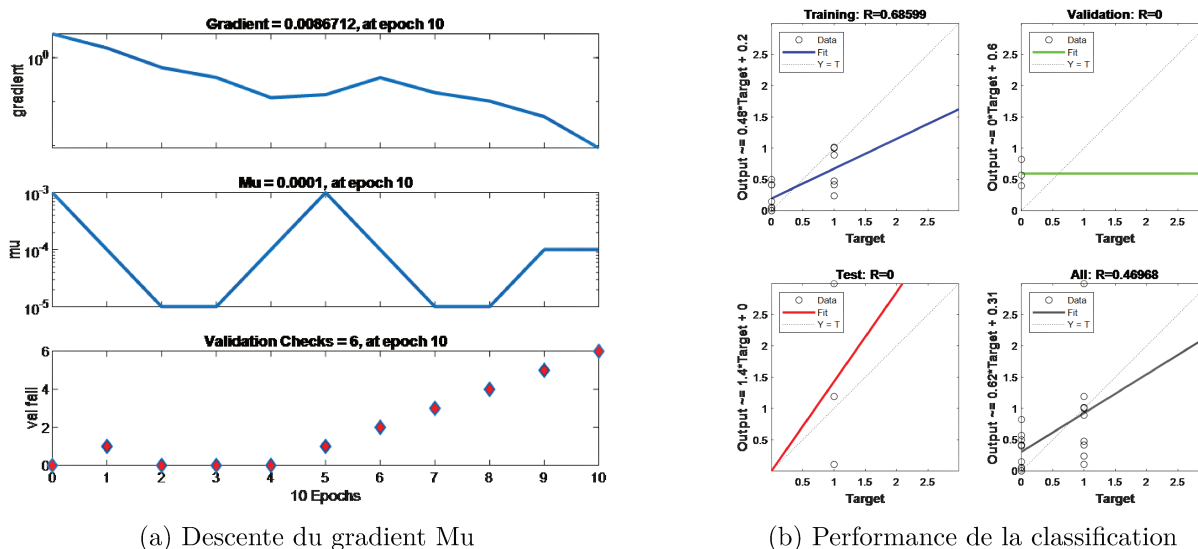 Gradient = 0.0086712, at epoch 10
10^0
gradient
Mu = 0.0001, at epoch 10
10^-3
10^-4
10^-5
mu
Validation Checks = 6, at epoch 10
6
4
2
0
val fail
0 1 2 3 4 5 6 7 8 9 10
10 Epochs
(a) Descente du gradient Mu
Training: R=0.68599
Data
Fit
Y = T
Output ~= 0.48*Target + 0.2
2.5
2
1.5
1
0.5
0
0 0.5 1 1.5 2 2.5
Target
Validation: R=0
Data
Fit
Y = T
Output ~= 0*Target + 0.6
2.5
2
1.5
1
0.5
0
0 0.5 1 1.5 2 2.5
Target
Test: R=0
Data
Fit
Y = T
Output ~= 1.4*Target + 0
2.5
2
1.5
1
0.5
0.5 1 1.5 2 2.5
Target
All: R=0.46968
Data
Fit
Y = T
Output ~= 0.62*Target + 0.31
2.5
2
1.5
1
0.5
0
0 0.5 1 1.5 2 2.5
Target
(b) Performance de la classification